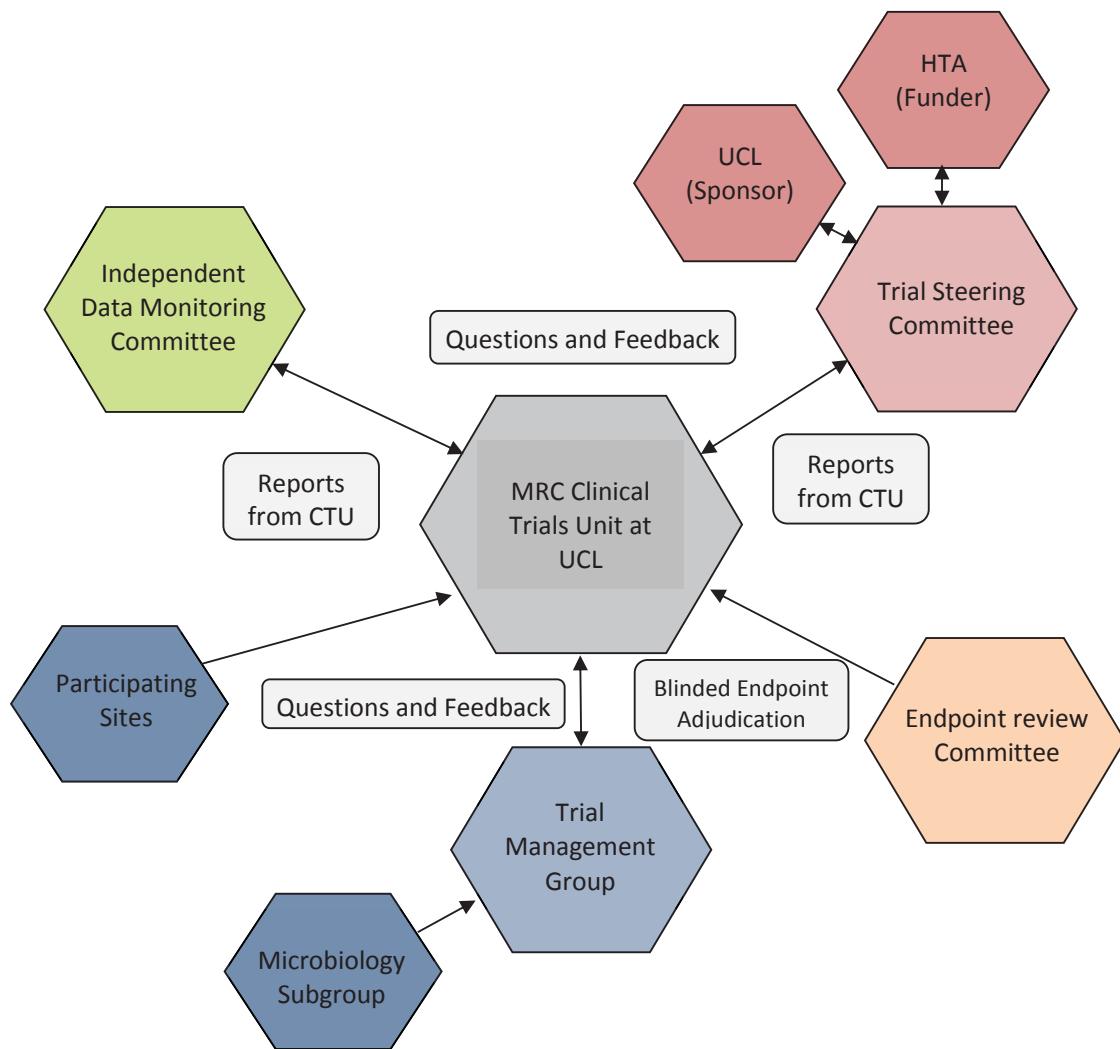 HTA
(Funder)
UCL
(Sponsor)
Independent
Data Monitoring
Committee
Trial Steering
Committee
Questions and Feedback
Reports
from CTU
MRC Clinical
Trials Unit at
UCL
Reports
from CTU
Participating
Sites
Questions and Feedback
Blinded Endpoint
Adjudication
Endpoint review
Committee
Trial
Management
Group
Microbiology
Subgroup